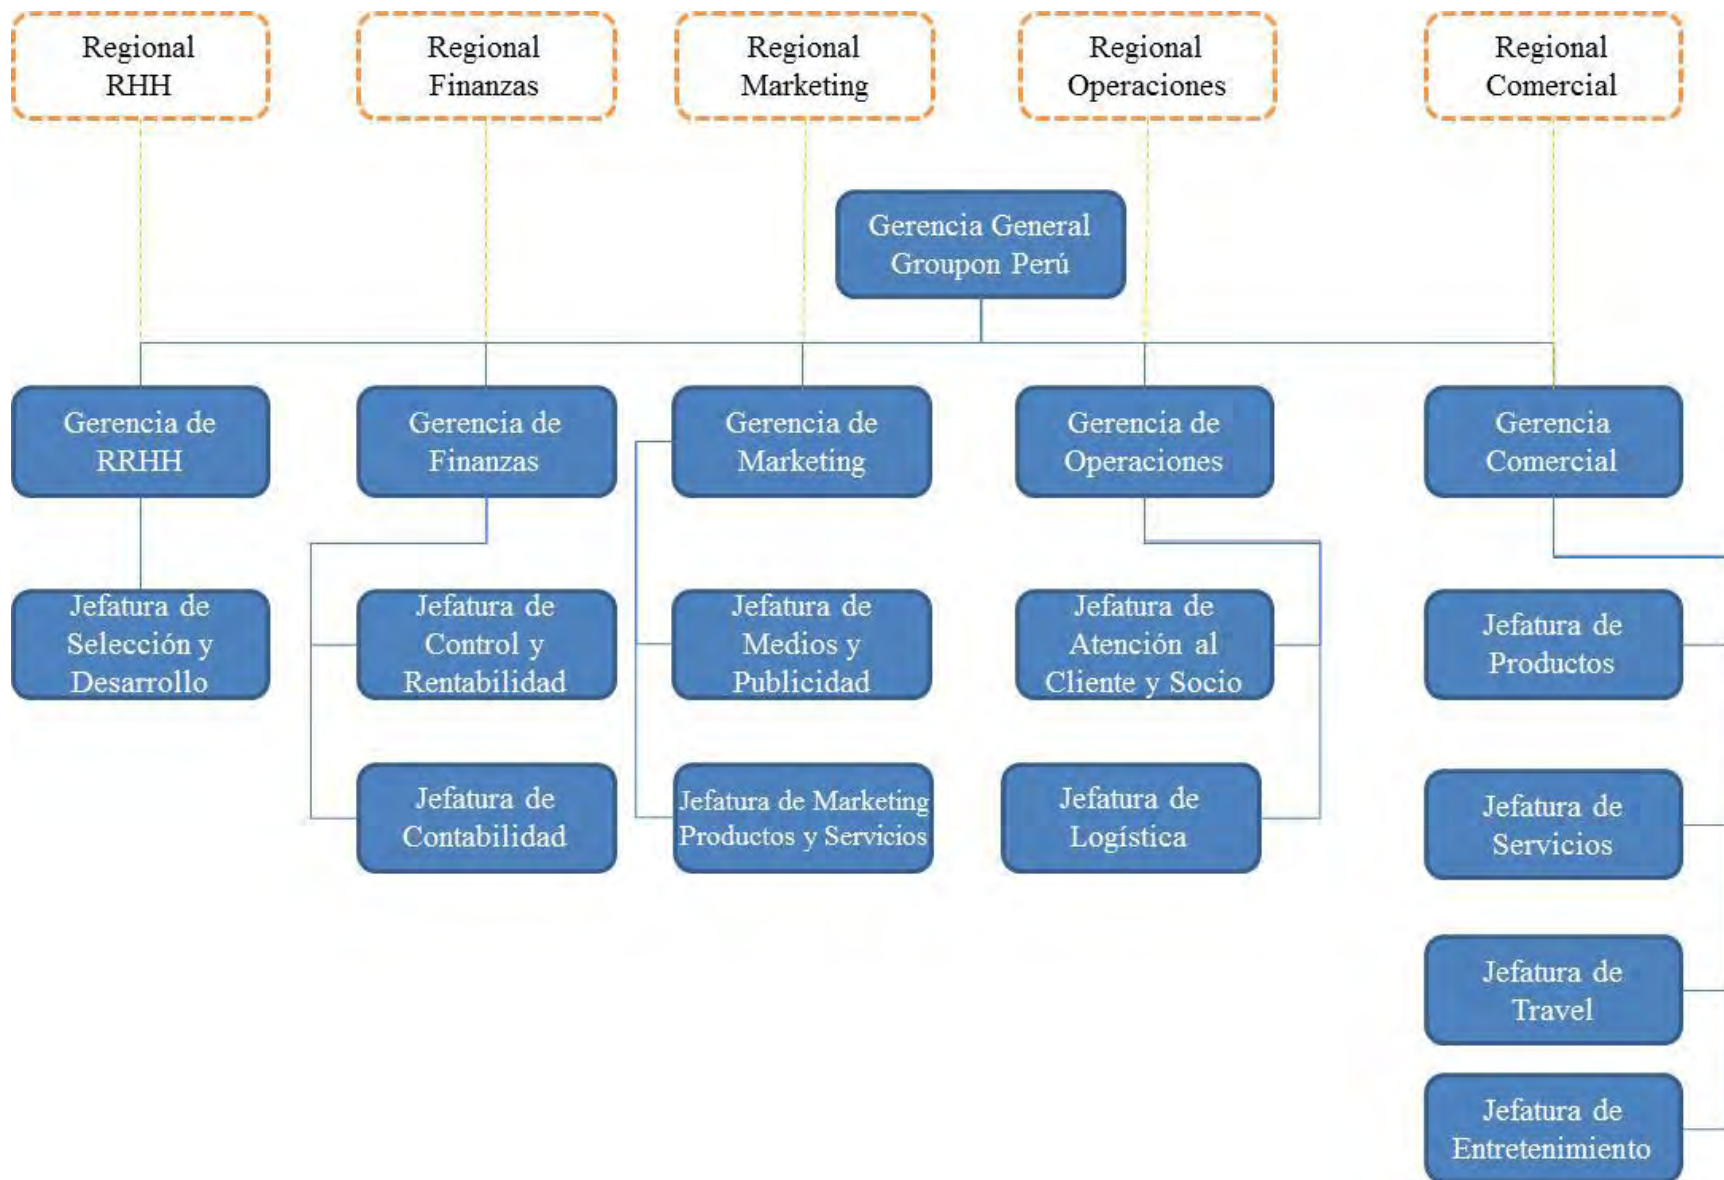 Regional
RHH
Regional
Finanzas
Regional
Marketing
Regional
Operaciones
Regional
Comercial
Gerencia General
Groupon Perú
Gerencia de
RRHH
Gerencia de
Finanzas
Gerencia de
Marketing
Gerencia de
Operaciones
Gerencia
Comercial
Jefatura de
Selección y
Desarrollo
Jefatura de
Control y
Rentabilidad
Jefatura de
Medios y
Publicidad
Jefatura de
Atención al
Cliente y Socio
Jefatura de
Productos
Jefatura de
Contabilidad
Jefatura de Marketing
Productos y Servicios
Jefatura de
Logística
Jefatura de
Servicios
Jefatura de
Travel
Jefatura de
Entretenimiento